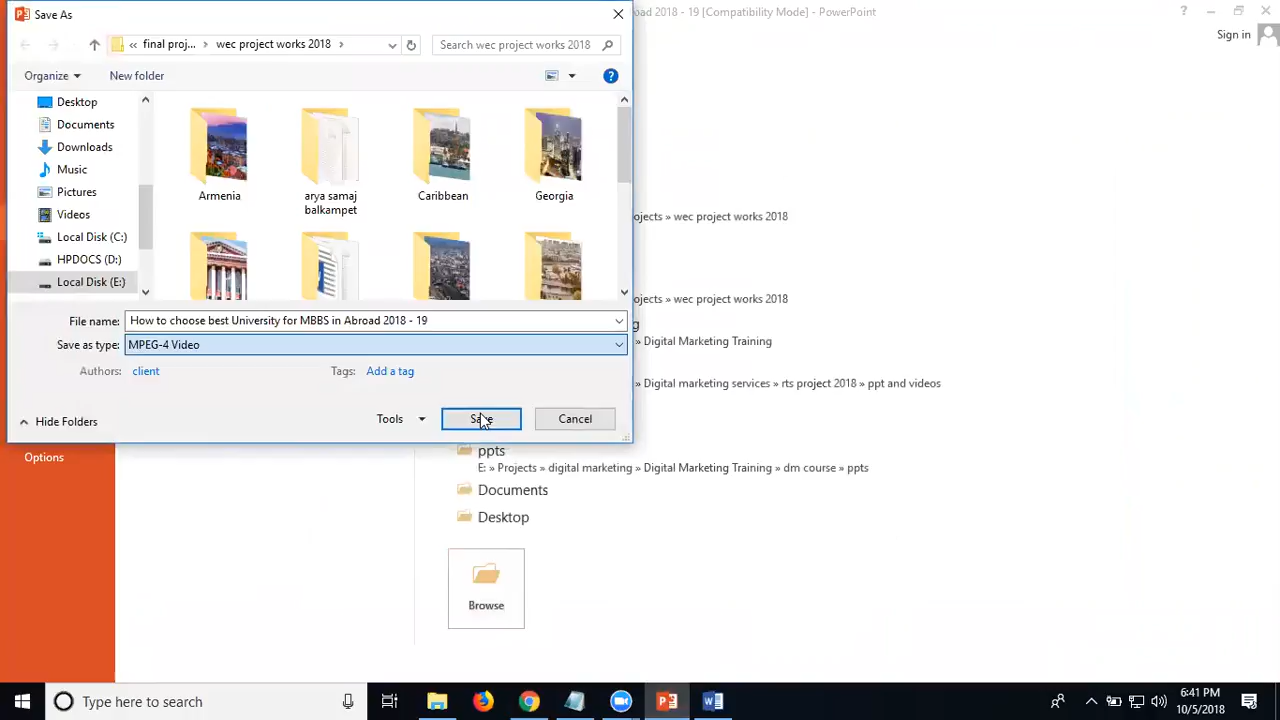 Save As
road 2018 - 19 [Compatibility Mode] - PowerPoint
Sign in
« final proj... › wec project works 2018 ›
Search wec project works 2018
Organize
New folder
Desktop
Documents
Downloads
Music
Pictures
Videos
Local Disk (C:)
HPDOCS (D:)
Local Disk (E:)
Armenia
arya samaj
balkampet
Caribbean
Georgia
File name: How to choose best University for MBBS in Abroad 2018 - 19
Save as type: MPEG-4 Video
Authors: client
Tags: Add a tag
Hide Folders
Tools
Save
Cancel
ojects » wec project works 2018
ojects » wec project works 2018
g
» Digital Marketing Training
» Digital marketing services » rts project 2018 » ppt and videos
ppts
E: » Projects » digital marketing » Digital Marketing Training » dm course » ppts
Documents
Desktop
Browse
Options
Type here to search
6:41 PM
10/5/2018